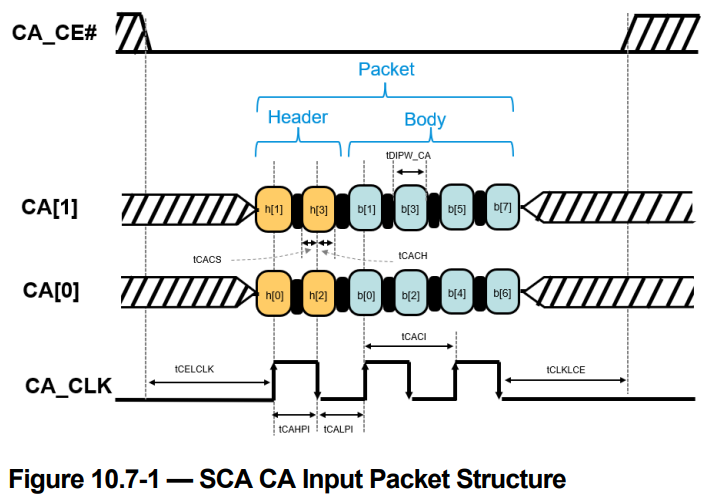 CA_CE#
Packet
Header Body
tDIPW_CA
CA[1]
h[1] h[3] b[1] b[3] b[5] b[7]
tCACS tCACH
CA[0]
h[0] h[2] b[0] b[2] b[4] b[6]
tCACI
tCELCLK tCLKLCE
CA_CLK
tCAHPI tCALPI
Figure 10.7-1 — SCA CA Input Packet Structure